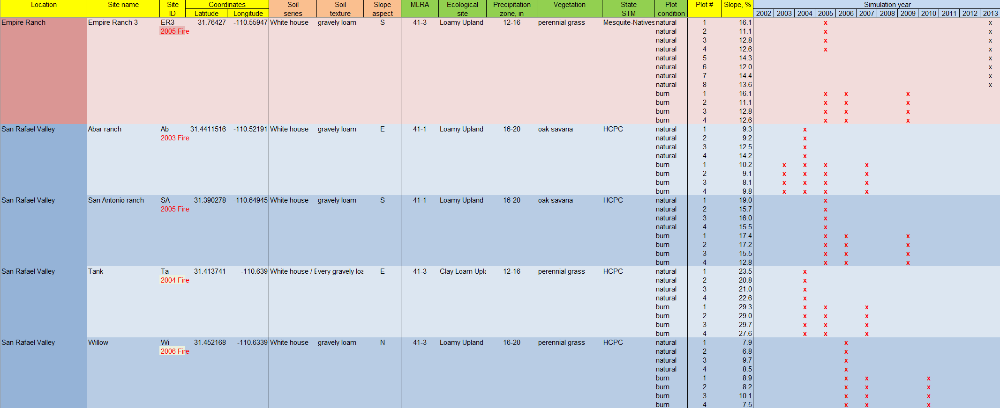 Location Site name Site ID Coordinates Latitude Longitude Soil series Soil texture Slope aspect MLRA Ecological site Precipitation zone, in Vegetation State STM Plot condition Plot # Slope, % Simulation year 2002 2003 2004 2005 2006 2007 2008 2009 2010 2011 2012 2013
Empire Ranch Empire Ranch 3 ER3 31.76427 -110.55947 White house gravely loam S 41-3 Loamy Upland 12-16 perennial grass Mesquite-Natives natural 1 16.1 x x
2005 Fire natural 2 11.1 x x
natural 3 12.8 x x
natural 4 12.6 x x
natural 5 14.3 x
natural 6 12.0 x
natural 7 14.4 x
natural 8 13.6 x
burn 1 16.1 x x x
burn 2 11.1 x x x
burn 3 12.8 x x x
burn 4 12.6 x x x
San Rafael Valley Abar ranch Ab 31.4411516 -110.52191 White house gravely loam E 41-1 Loamy Upland 16-20 oak savana HCPC natural 1 9.3 x
2003 Fire natural 2 9.2 x
natural 3 12.5 x
natural 4 14.2 x
burn 1 10.2 x x x x
burn 2 9.1 x x x x
burn 3 8.1 x x x x
burn 4 9.8 x x x x
San Rafael Valley San Antonio ranch SA 31.390278 -110.64945 White house gravely loam S 41-1 Loamy Upland 16-20 oak savana HCPC natural 1 19.0 x
2005 Fire natural 2 15.7 x
natural 3 16.0 x
natural 4 15.5 x
burn 1 17.4 x x x
burn 2 17.2 x x x
burn 3 15.5 x x x
burn 4 12.8 x x x
San Rafael Valley Tank Ta 31.413741 -110.639 White house / E very gravely loa E 41-3 Clay Loam Upla 12-16 perennial grass HCPC natural 1 23.5 x
2004 Fire natural 2 20.8 x
natural 3 21.0 x
natural 4 22.6 x
burn 1 29.3 x x x
burn 2 29.0 x x x
burn 3 29.7 x x x
burn 4 27.6 x x x
San Rafael Valley Willow Wi 31.452168 -110.6339 White house gravely loam N 41-3 Loamy Upland 16-20 perennial grass HCPC natural 1 7.9 x
2006 Fire natural 2 6.8 x
natural 3 9.7 x
natural 4 8.5 x
burn 1 8.9 x x x
burn 2 8.2 x x x
burn 3 10.1 x x x
burn 4 7.5 x x x